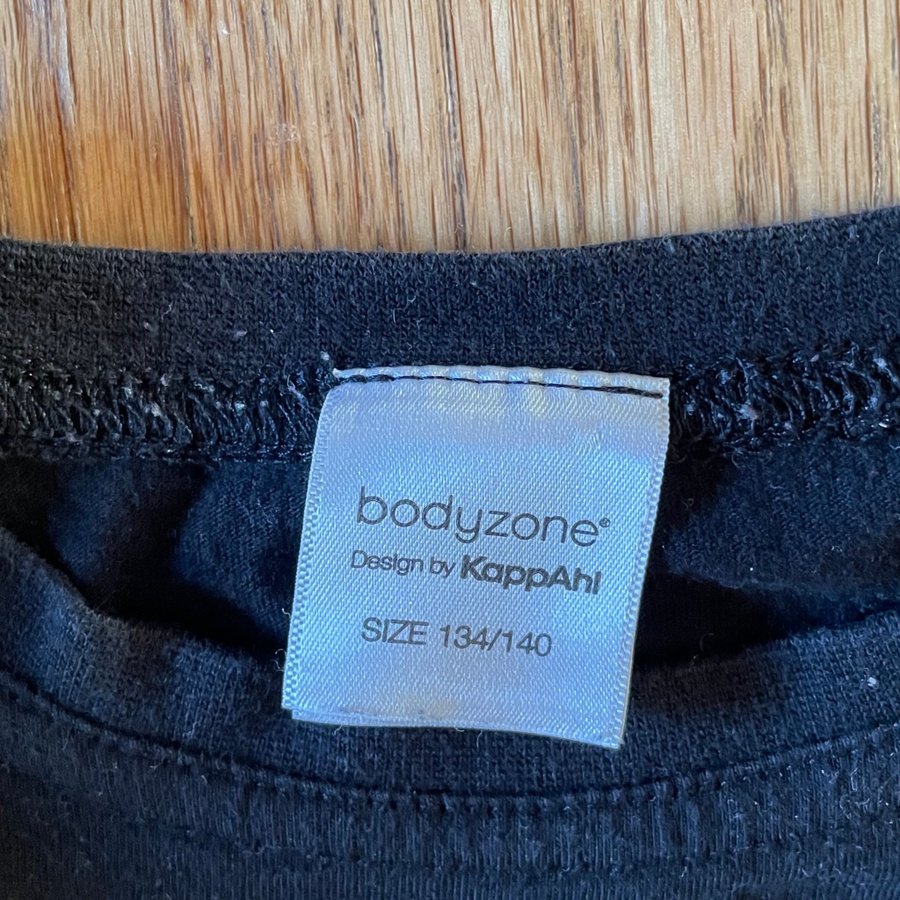 bodyzone®
Design by KappAhl
SIZE 134/140